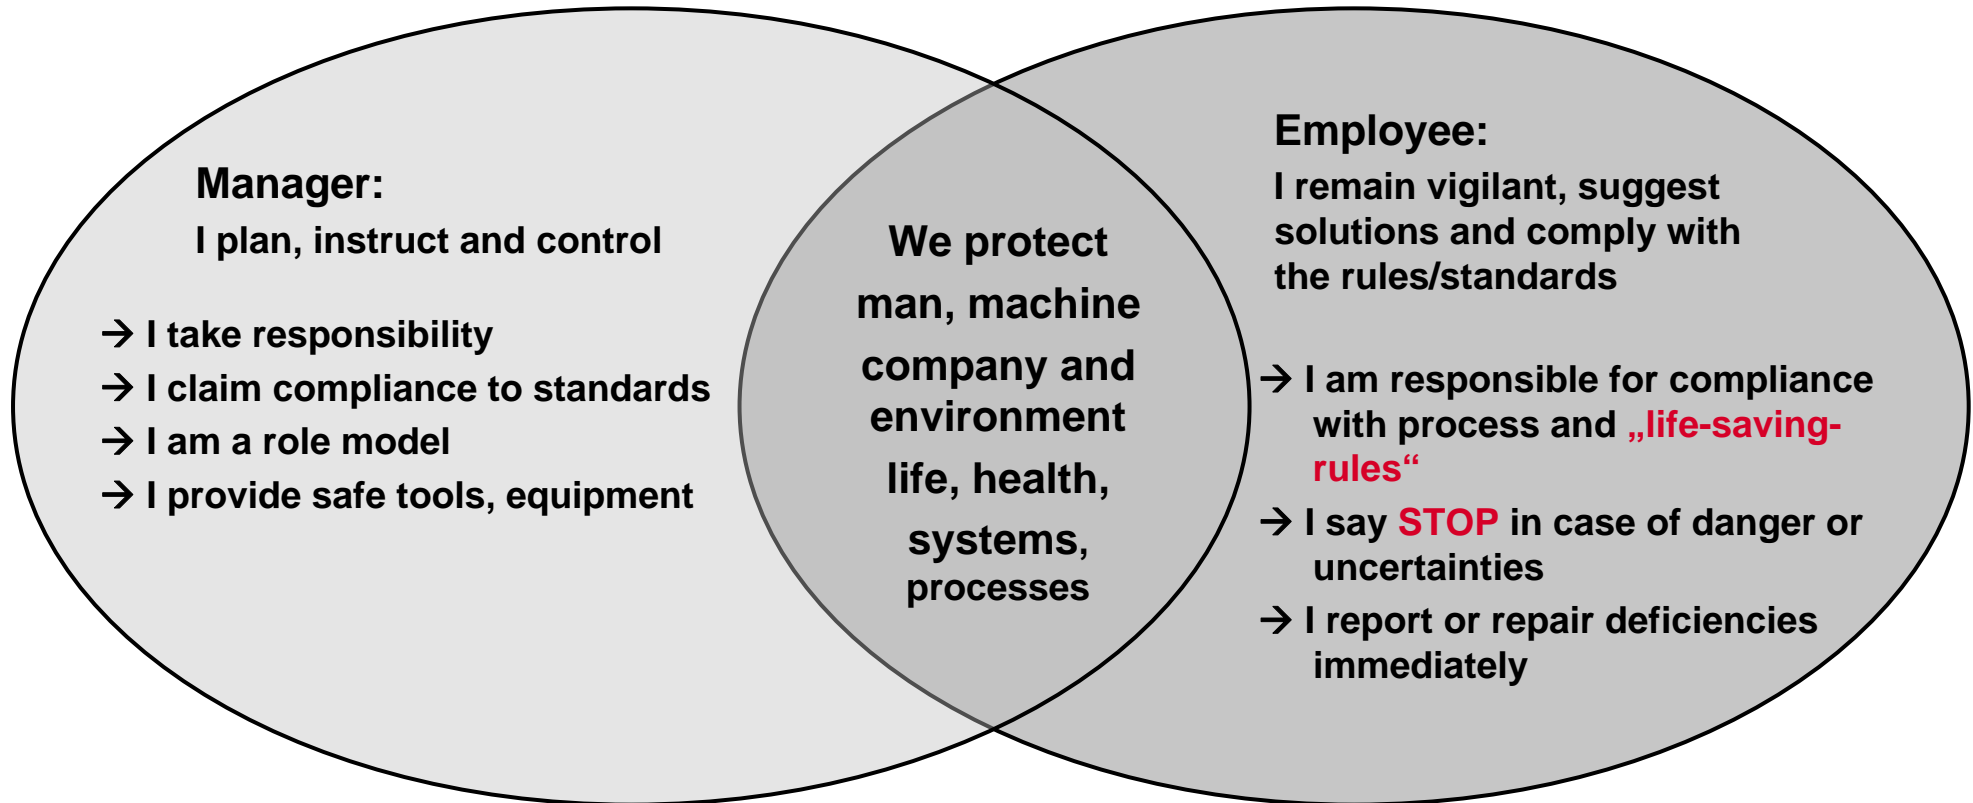 Manager:
I plan, instruct and control
→ I take responsibility
→ I claim compliance to standards
→ I am a role model
→ I provide safe tools, equipment
We protect
man, machine
company and
environment
life, health,
systems,
processes
Employee:
I remain vigilant, suggest
solutions and comply with
the rules/standards
→ I am responsible for compliance
with process and „life-saving-
rules“
→ I say STOP in case of danger or
uncertainties
→ I report or repair deficiencies
immediately